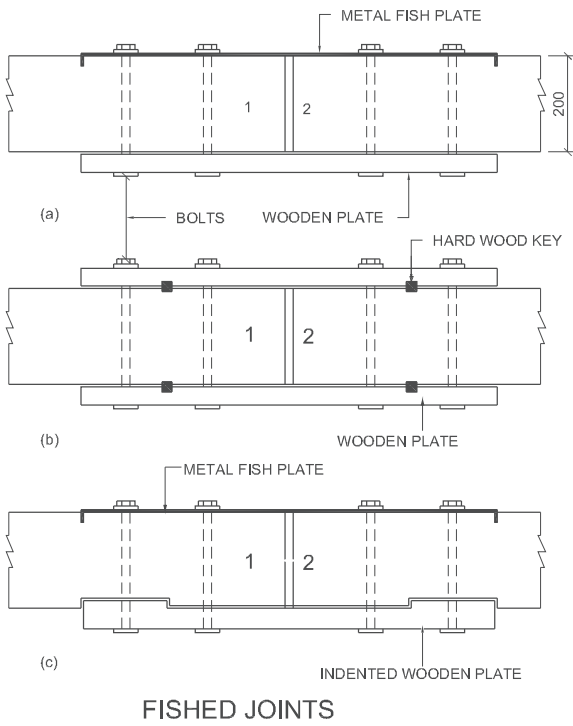 METAL FISH PLATE
1 2
200
(a)
BOLTS
WOODEN PLATE
HARD WOOD KEY
1 2
(b)
WOODEN PLATE
METAL FISH PLATE
1 2
(c)
INDENTED WOODEN PLATE
FISHED JOINTS